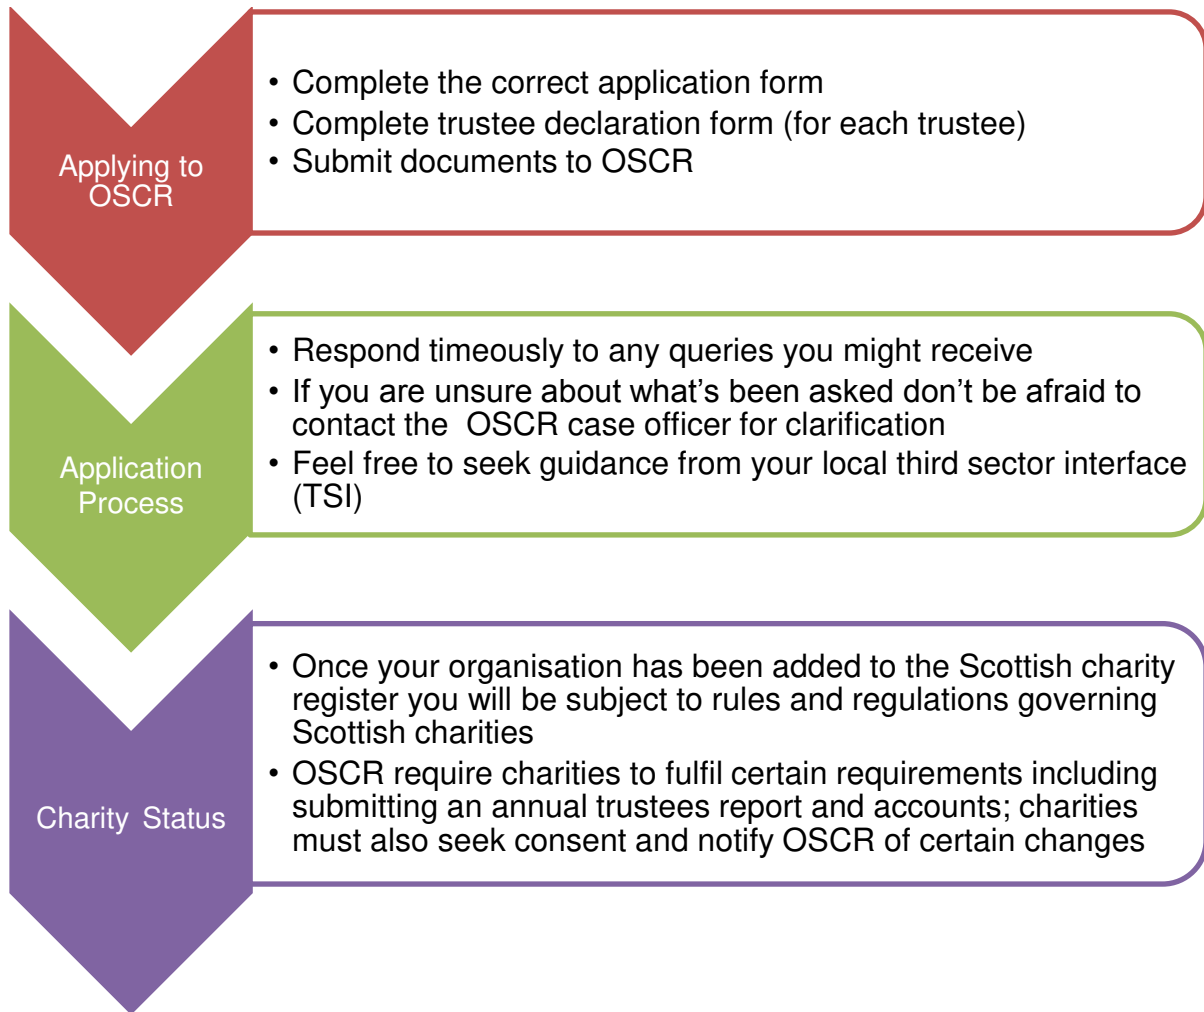 Applying to
OSCR
• Complete the correct application form
• Complete trustee declaration form (for each trustee)
• Submit documents to OSCR
Application
Process
• Respond timeously to any queries you might receive
• If you are unsure about what's been asked don't be afraid to
contact the  OSCR case officer for clarification
• Feel free to seek guidance from your local third sector interface
(TSI)
Charity  Status
• Once your organisation has been added to the Scottish charity
register you will be subject to rules and regulations governing
Scottish charities
• OSCR require charities to fulfil certain requirements including
submitting an annual trustees report and accounts; charities
must also seek consent and notify OSCR of certain changes